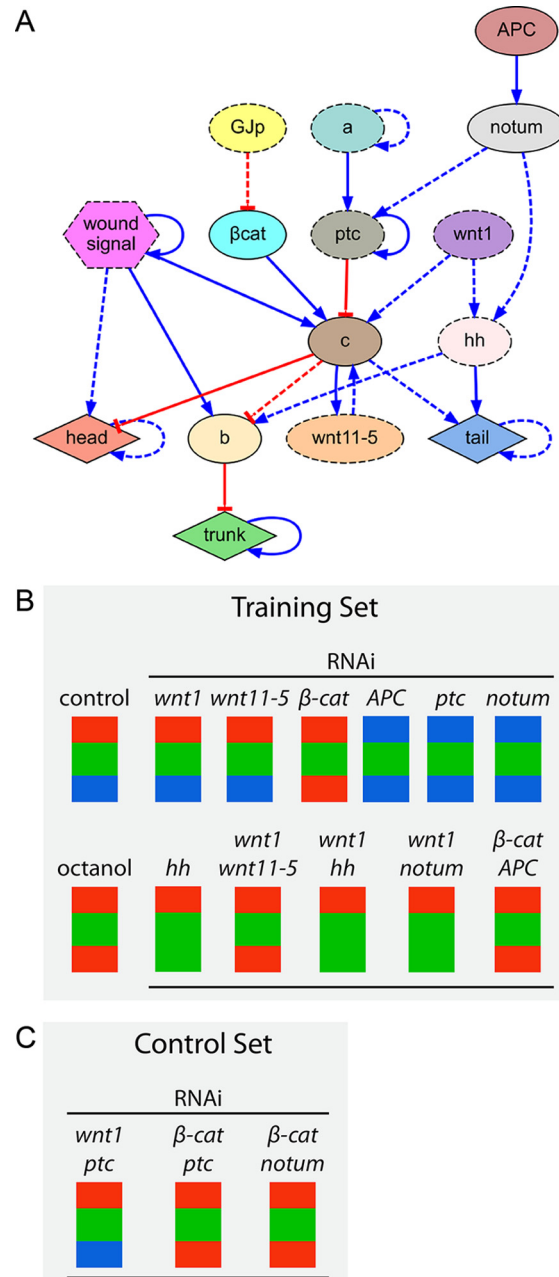 A
APC
GJp
a
notum
wound
signal
βcat
ptc
wnt1
c
hh
head
b
wnt11-5
tail
trunk
B
Training Set
RNAi
control wnt1 wnt11-5 β-cat APC ptc notum
wnt1 wnt1 wnt1 β-cat
octanol hh wnt11-5 hh notum APC
C
Control Set
RNAi
wnt1 β-cat β-cat
ptc ptc notum